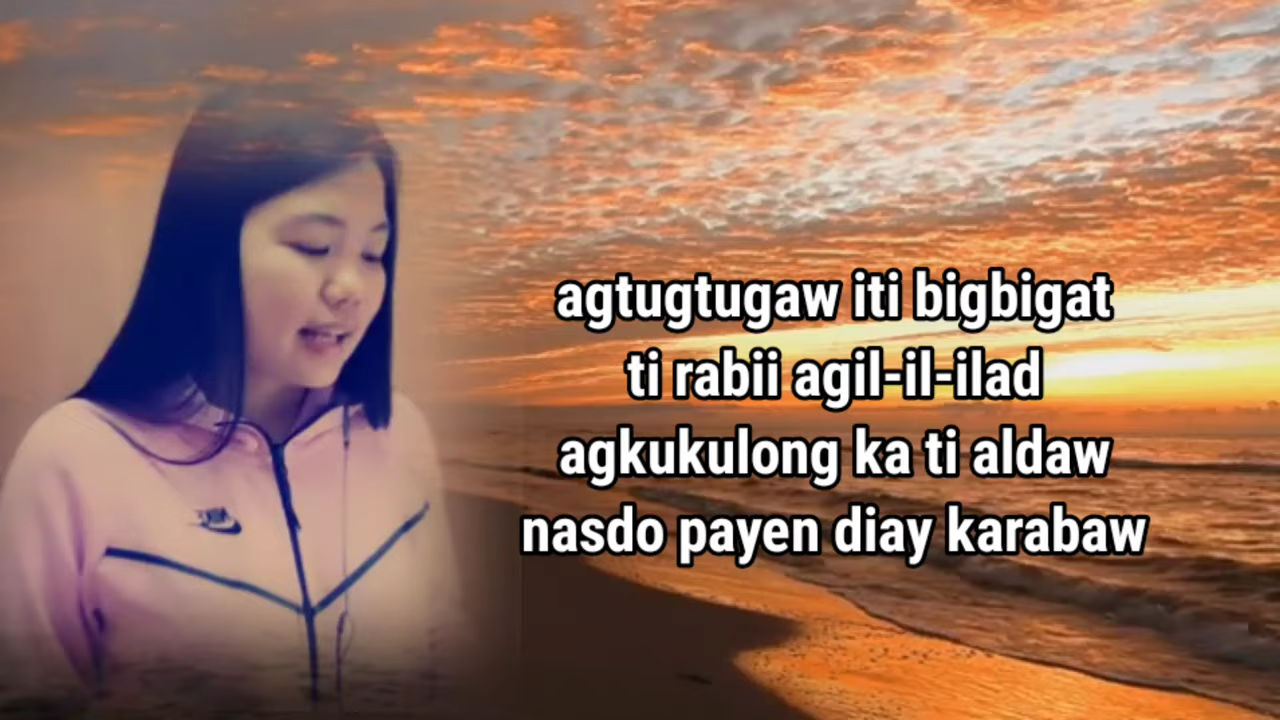 agtugtugaw iti bigbigat
ti rabii agil-il-ilad
agkukulong ka ti aldaw
nasdo payen diay karabaw